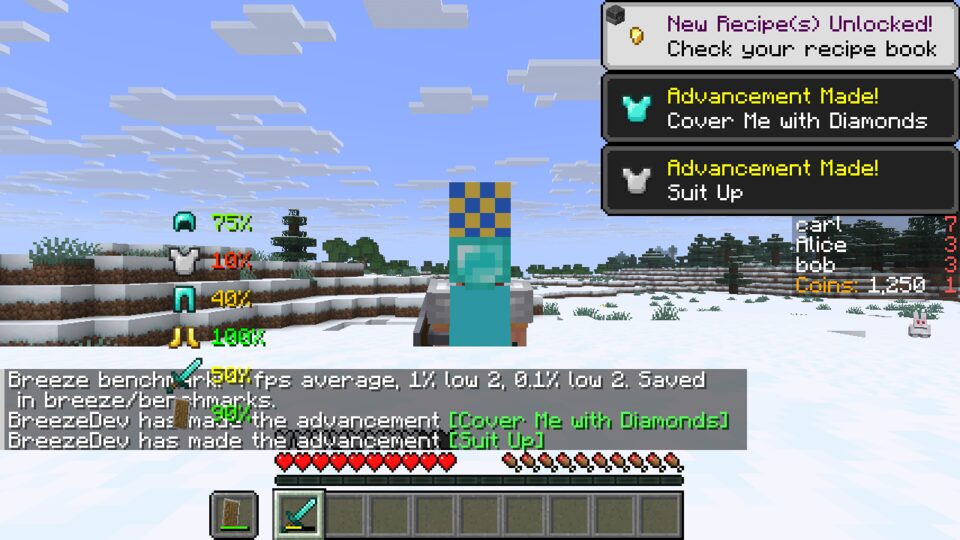 New Recipe(s) Unlocked!
Check your recipe book
Advancement Made!
Cover Me with Diamonds
Advancement Made!
Suit Up
75%
10%
40%
100%
50%
90%
carl 7
Alice 3
bob 3
Coins: 1,250 1
Breeze benchmark: fps average, 1% low 2, 0.1% low 2. Saved
in breeze/benchmarks.
BreezeDev has made the advancement [Cover Me with Diamonds]
BreezeDev has made the advancement [Suit Up]